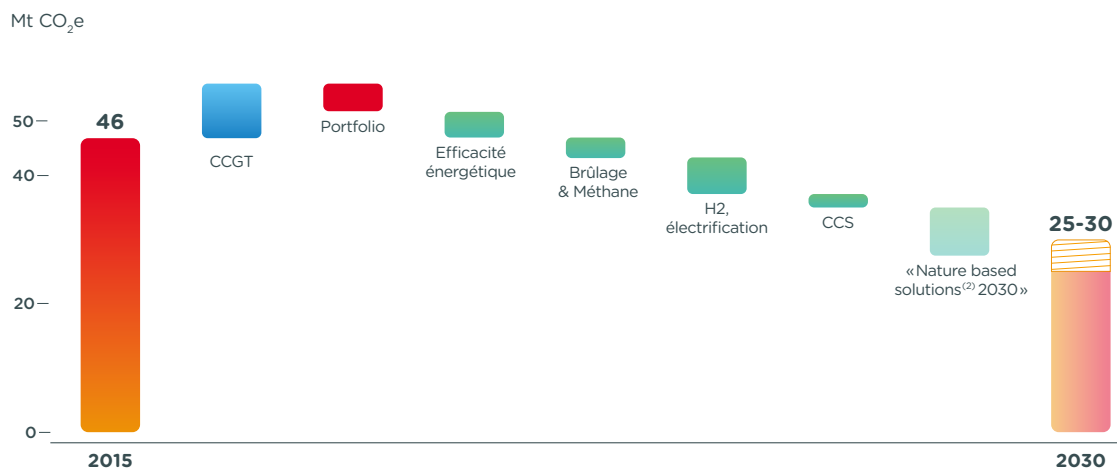 Mt CO₂e
50
40
20
0
46
CCGT
Portfolio
Efficacité
énergétique
Brûlage
& Méthane
H2,
électrification
CCS
«Nature based
solutions⁽²⁾ 2030»
25-30
2015
2030